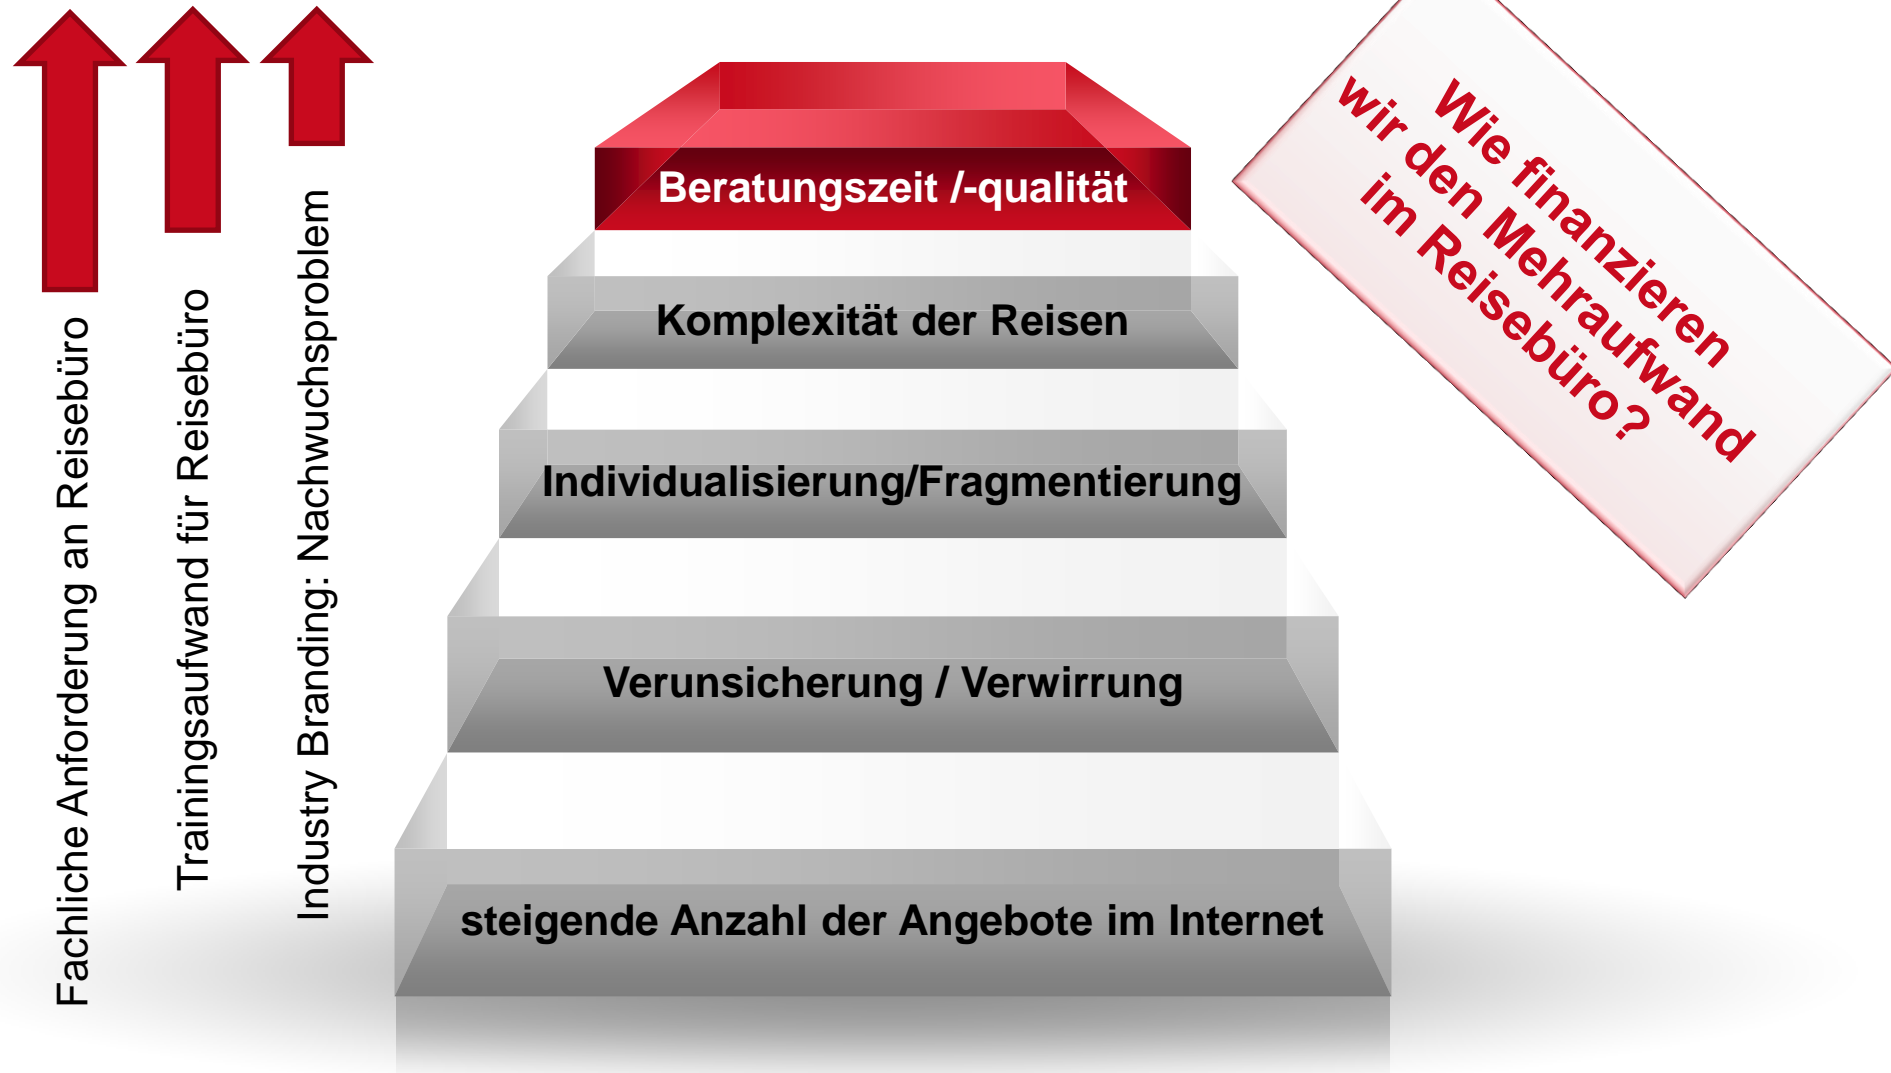 Fachliche Anforderung an Reisebüro
Trainingsaufwand für Reisebüro
Industry Branding: Nachwuchsproblem
Beratungszeit /-qualität
Komplexität der Reisen
Individualisierung/Fragmentierung
Verunsicherung / Verwirrung
steigende Anzahl der Angebote im Internet
Wie finanzieren
wir den Mehraufwand
im Reisebüro?